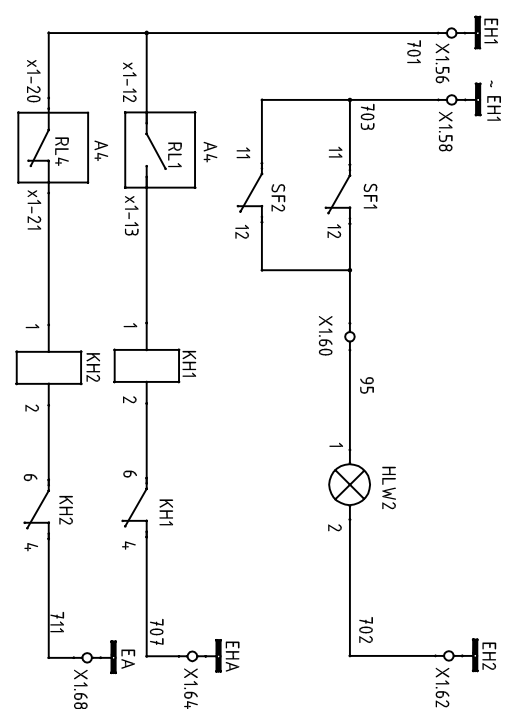 EH1
X1.56
701
~ EH1
X1.58
703
x1-20
x1-12
A4
RL4
A4
RL1
x1-21
x1-13
11
SF2
12
11
SF1
12
X1.60
95
1
KH2
2
1
KH1
2
1
HLW2
2
6
KH2
4
6
KH1
4
711
EA
X1.68
707
EHA
X1.64
702
EH2
X1.62